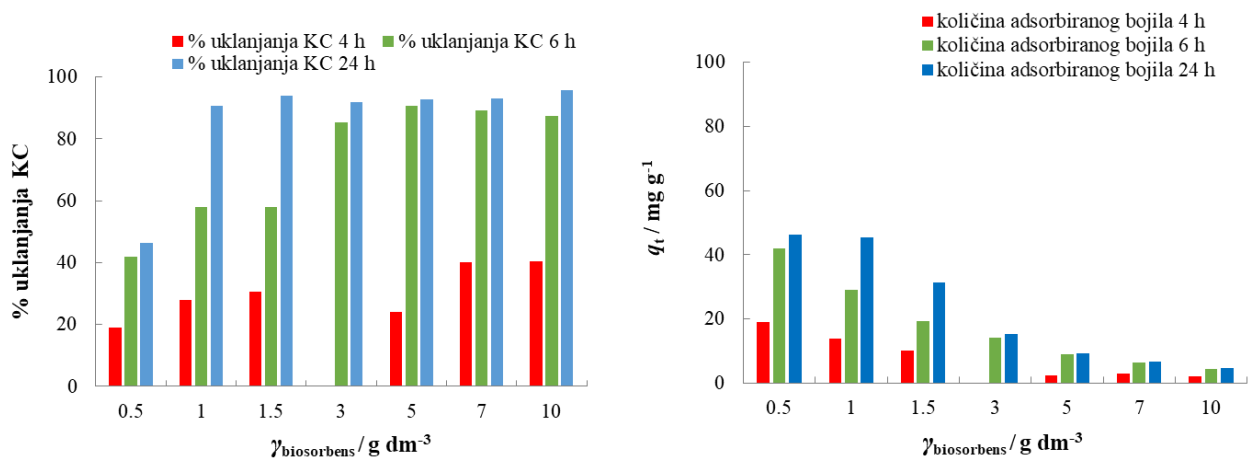 % uklanjanja KC 4 h
% uklanjanja KC 6 h
% uklanjanja KC 24 h
100
80
60
40
20
0
% uklanjanja KC
0.5 1 1.5 3 5 7 10
γbiosorbens / g dm-3
količina adsorbiranog bojila 4 h
količina adsorbiranog bojila 6 h
količina adsorbiranog bojila 24 h
100
80
60
40
20
0
qt / mg g-1
0.5 1 1.5 3 5 7 10
γbiosorbens / g dm-3